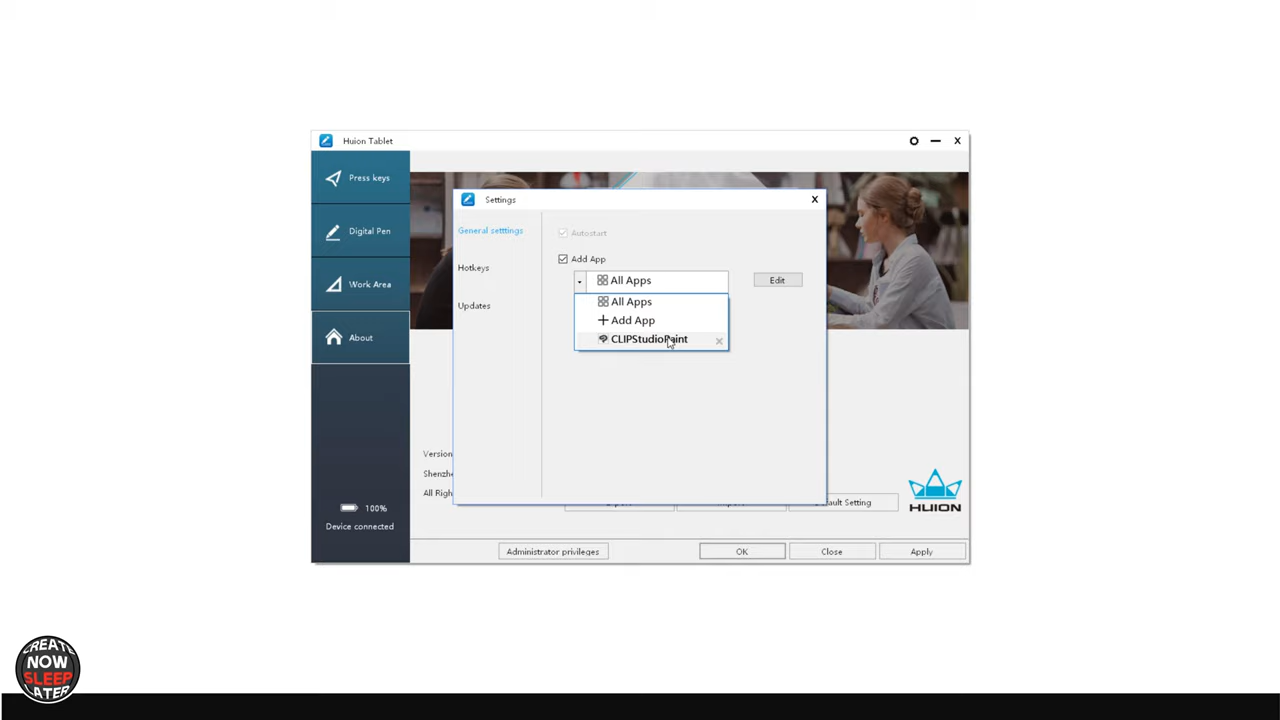 Huion Tablet
X
Press keys
Digital Pen
Work Area
About
Settings
X
General setttings
Hotkeys
Updates
Autostart
Add App
All Apps
Edit
All Apps
Add App
CLIPStudioPaint
Version
Shenzhe
All Righ
HUION
100%
Device connected
Administrator privileges
OK
Close
Apply
CREATE
NOW
SLEEP
LATER